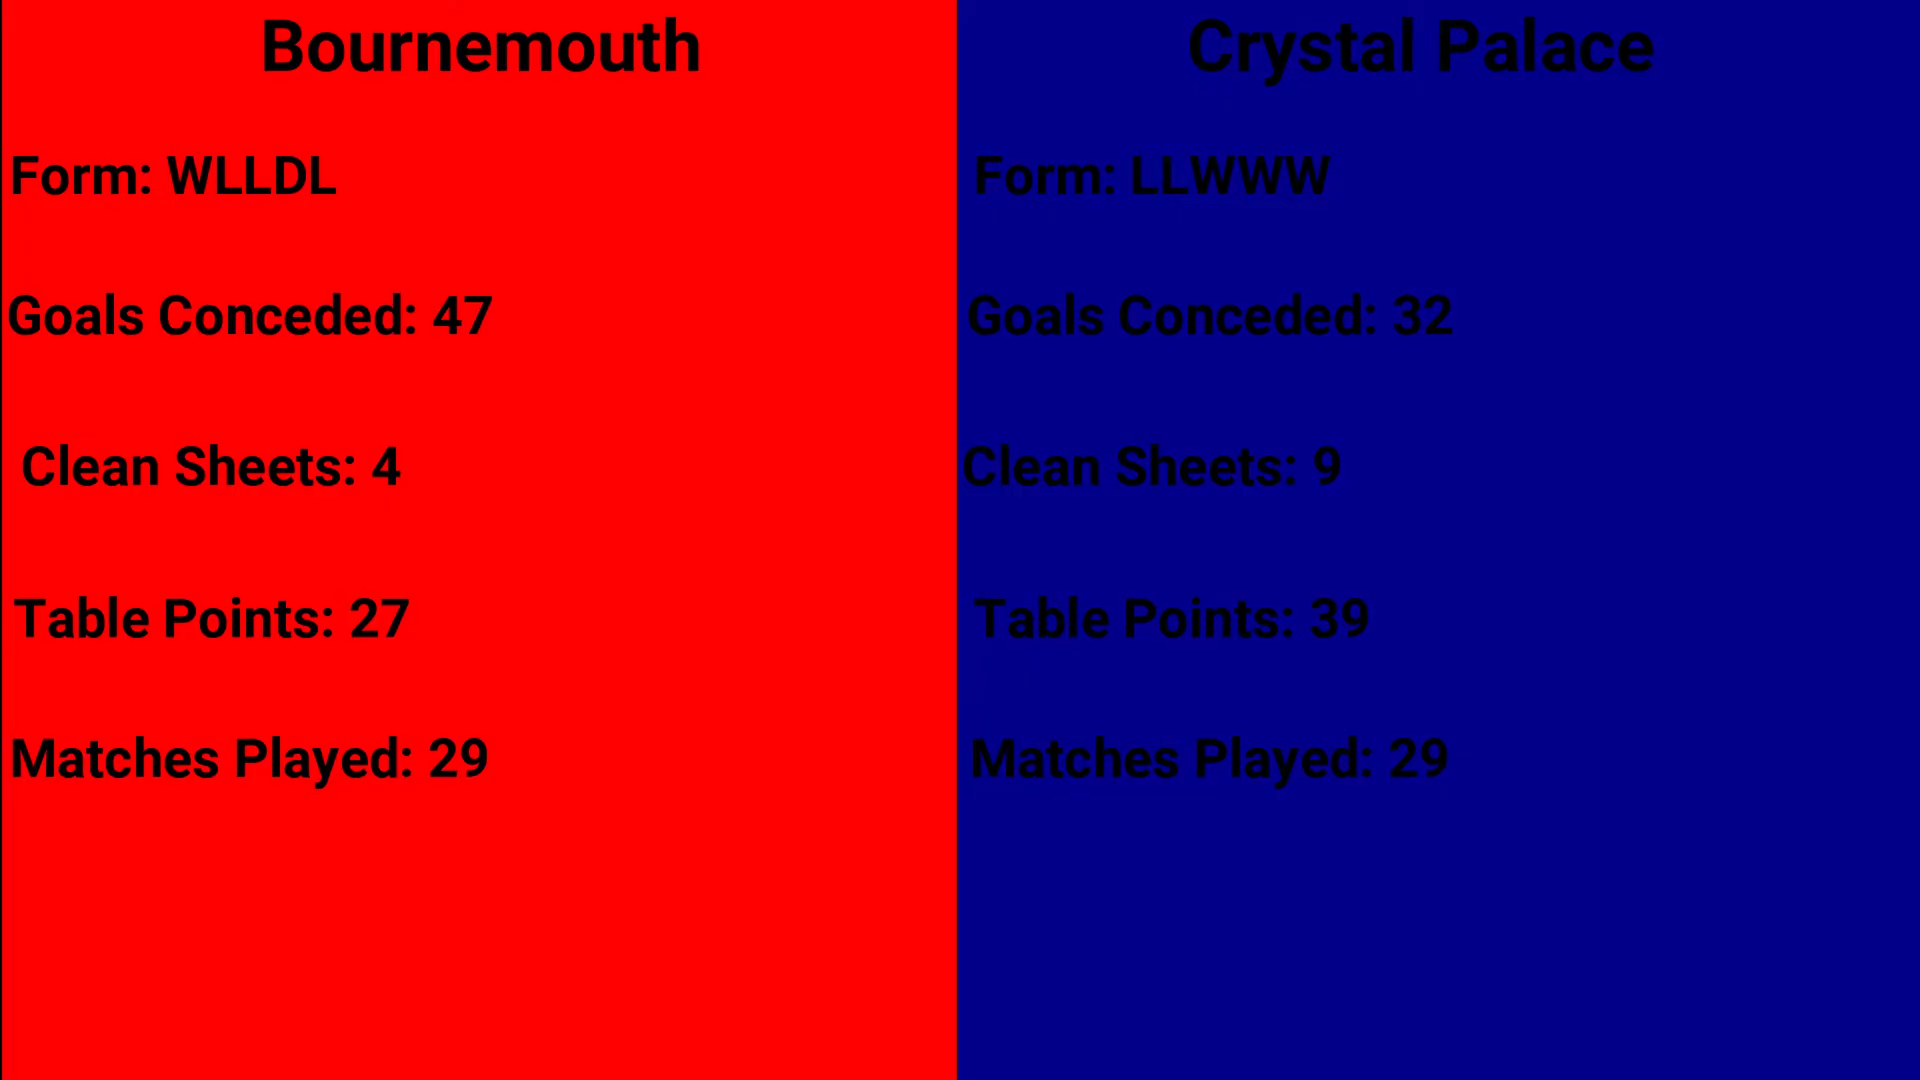 Bournemouth
Form: WLLDL
Goals Conceded: 47
Clean Sheets: 4
Table Points: 27
Matches Played: 29
Crystal Palace
Form: LLWWW
Goals Conceded: 32
Clean Sheets: 9
Table Points: 39
Matches Played: 29